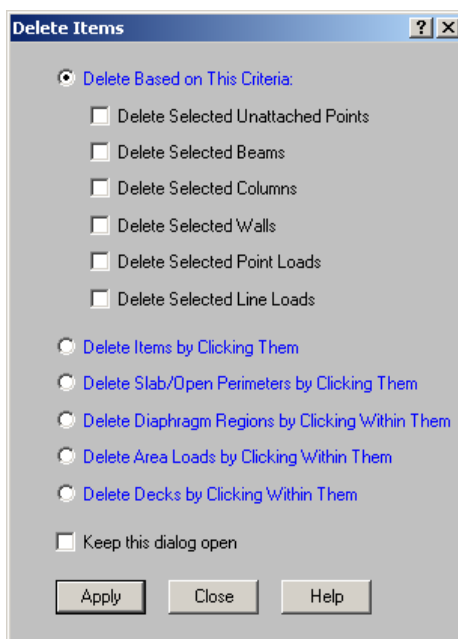 Delete Items
Delete Based on This Criteria:
Delete Selected Unattached Points
Delete Selected Beams
Delete Selected Columns
Delete Selected Walls
Delete Selected Point Loads
Delete Selected Line Loads
Delete Items by Clicking Them
Delete Slab/Open Perimeters by Clicking Them
Delete Diaphragm Regions by Clicking Within Them
Delete Area Loads by Clicking Within Them
Delete Decks by Clicking Within Them
Keep this dialog open
Apply Close Help